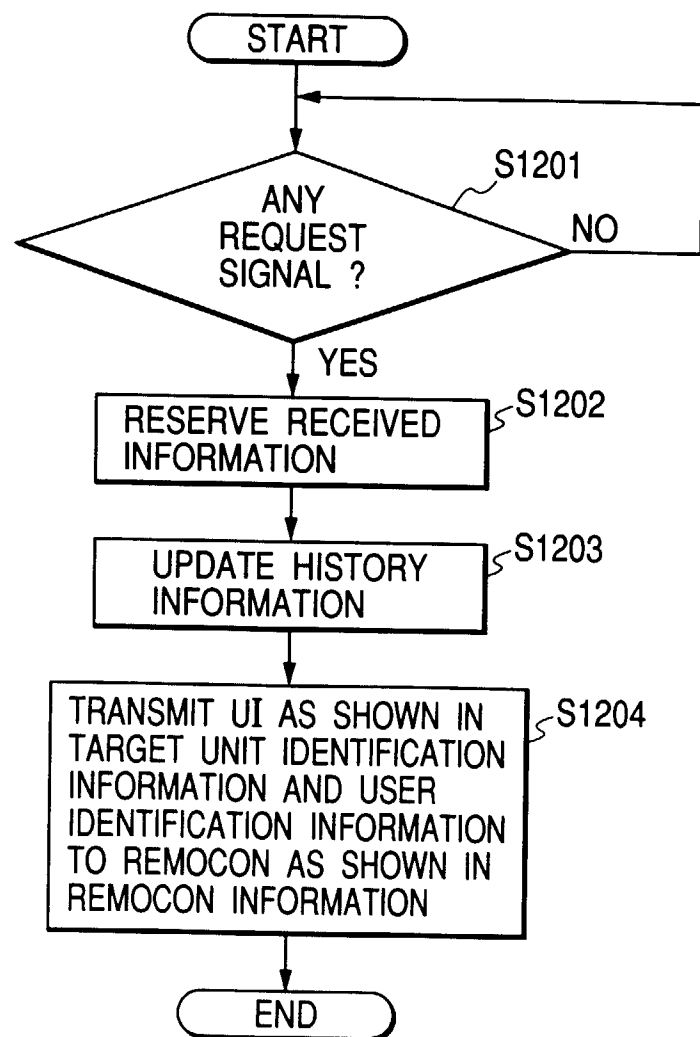 START
S1201
ANY
REQUEST
SIGNAL ?
NO
YES
RESERVE RECEIVED
INFORMATION
S1202
UPDATE HISTORY
INFORMATION
S1203
TRANSMIT UI AS SHOWN IN
TARGET UNIT IDENTIFICATION
INFORMATION AND USER
IDENTIFICATION INFORMATION
TO REMOCON AS SHOWN IN
REMOCON INFORMATION
S1204
END